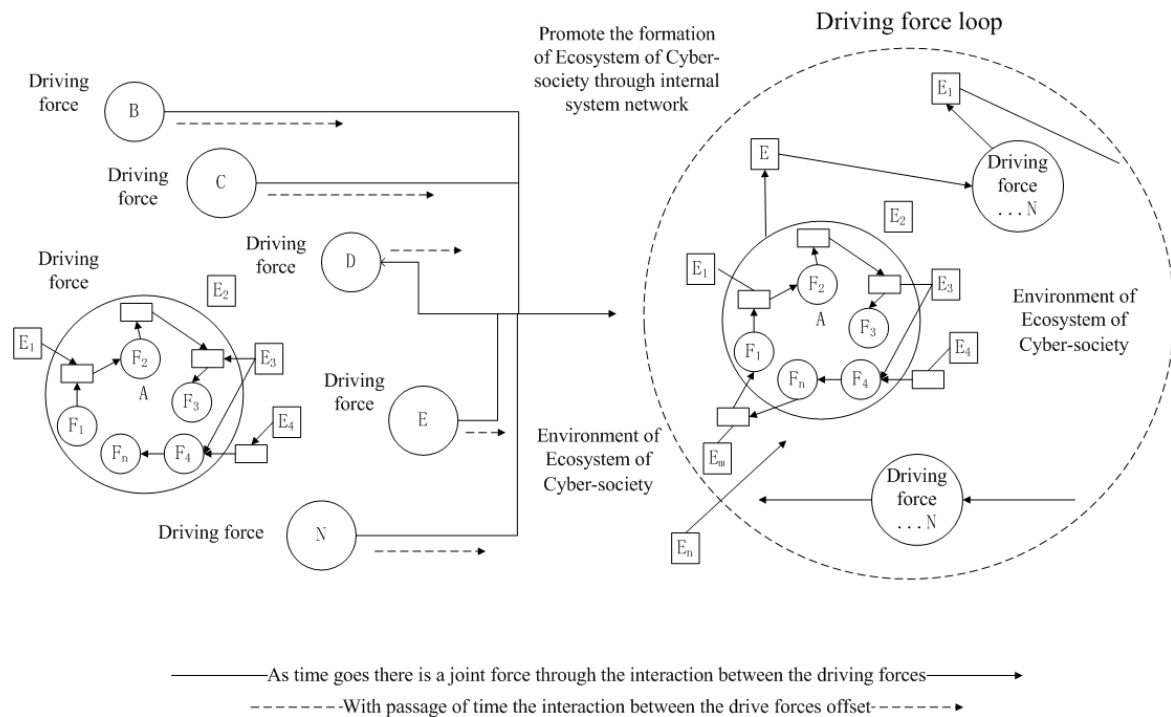 Driving force loop
Promote the formation
of Ecosystem of Cyber-
society through internal
system network
Driving
force
B
Driving
force
C
Driving
force
D
Driving
force
E₂
E₁
F₂
E₃
A
F₃
F₁
E₄
Fₙ
F₄
Driving
force
E
Environment of
Ecosystem of
Cyber-society
Driving force
N
E₁
E
Driving
force
...N
E₂
E₁
F₂
E₃
A
F₃
F₁
E₄
Fₙ
F₄
Eₘ
Environment of
Ecosystem of
Cyber-society
Driving
force
...N
Eₙ
As time goes there is a joint force through the interaction between the driving forces
With passage of time the interaction between the drive forces offset